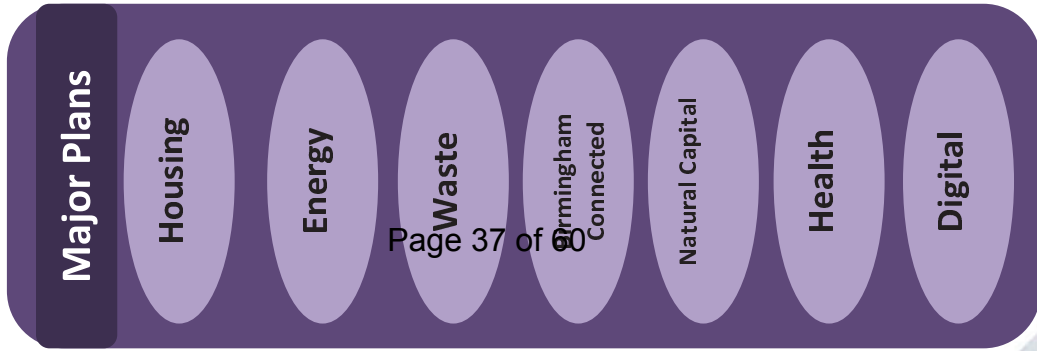 Major Plans
Housing
Energy
Waste
Birmingham
Connected
Natural Capital
Health
Digital
Page 37 of 60